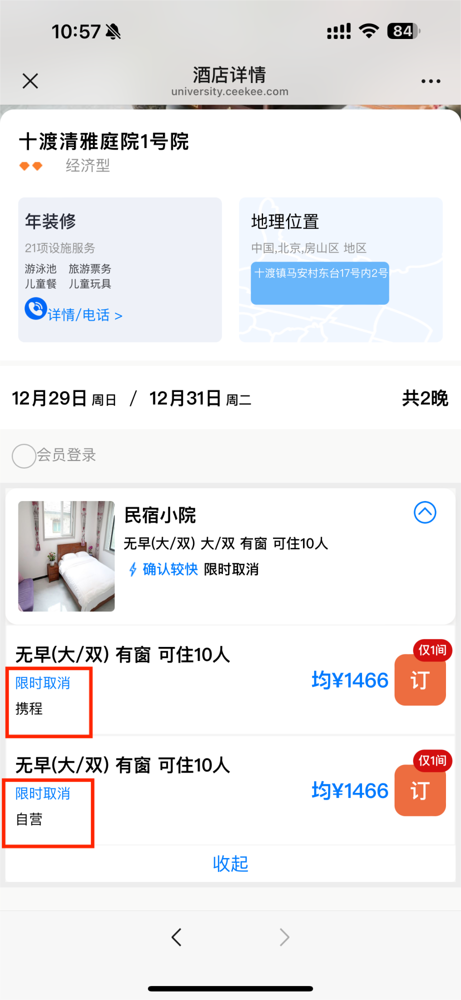 10:57
84
酒店详情
university.ceekee.com
十渡清雅庭院1号院
经济型
年装修
21项设施服务
游泳池 旅游票务
儿童餐 儿童玩具
详情/电话 >
地理位置
中国,北京,房山区 地区
十渡镇马安村东台17号内2号
12月29日 周日 / 12月31日 周二 共2晚
会员登录
民宿小院
无早(大/双) 大/双 有窗 可住10人
确认较快 限时取消
无早(大/双) 有窗 可住10人
限时取消
携程
均¥1466
仅1间
订
无早(大/双) 有窗 可住10人
限时取消
自营
均¥1466
仅1间
订
收起